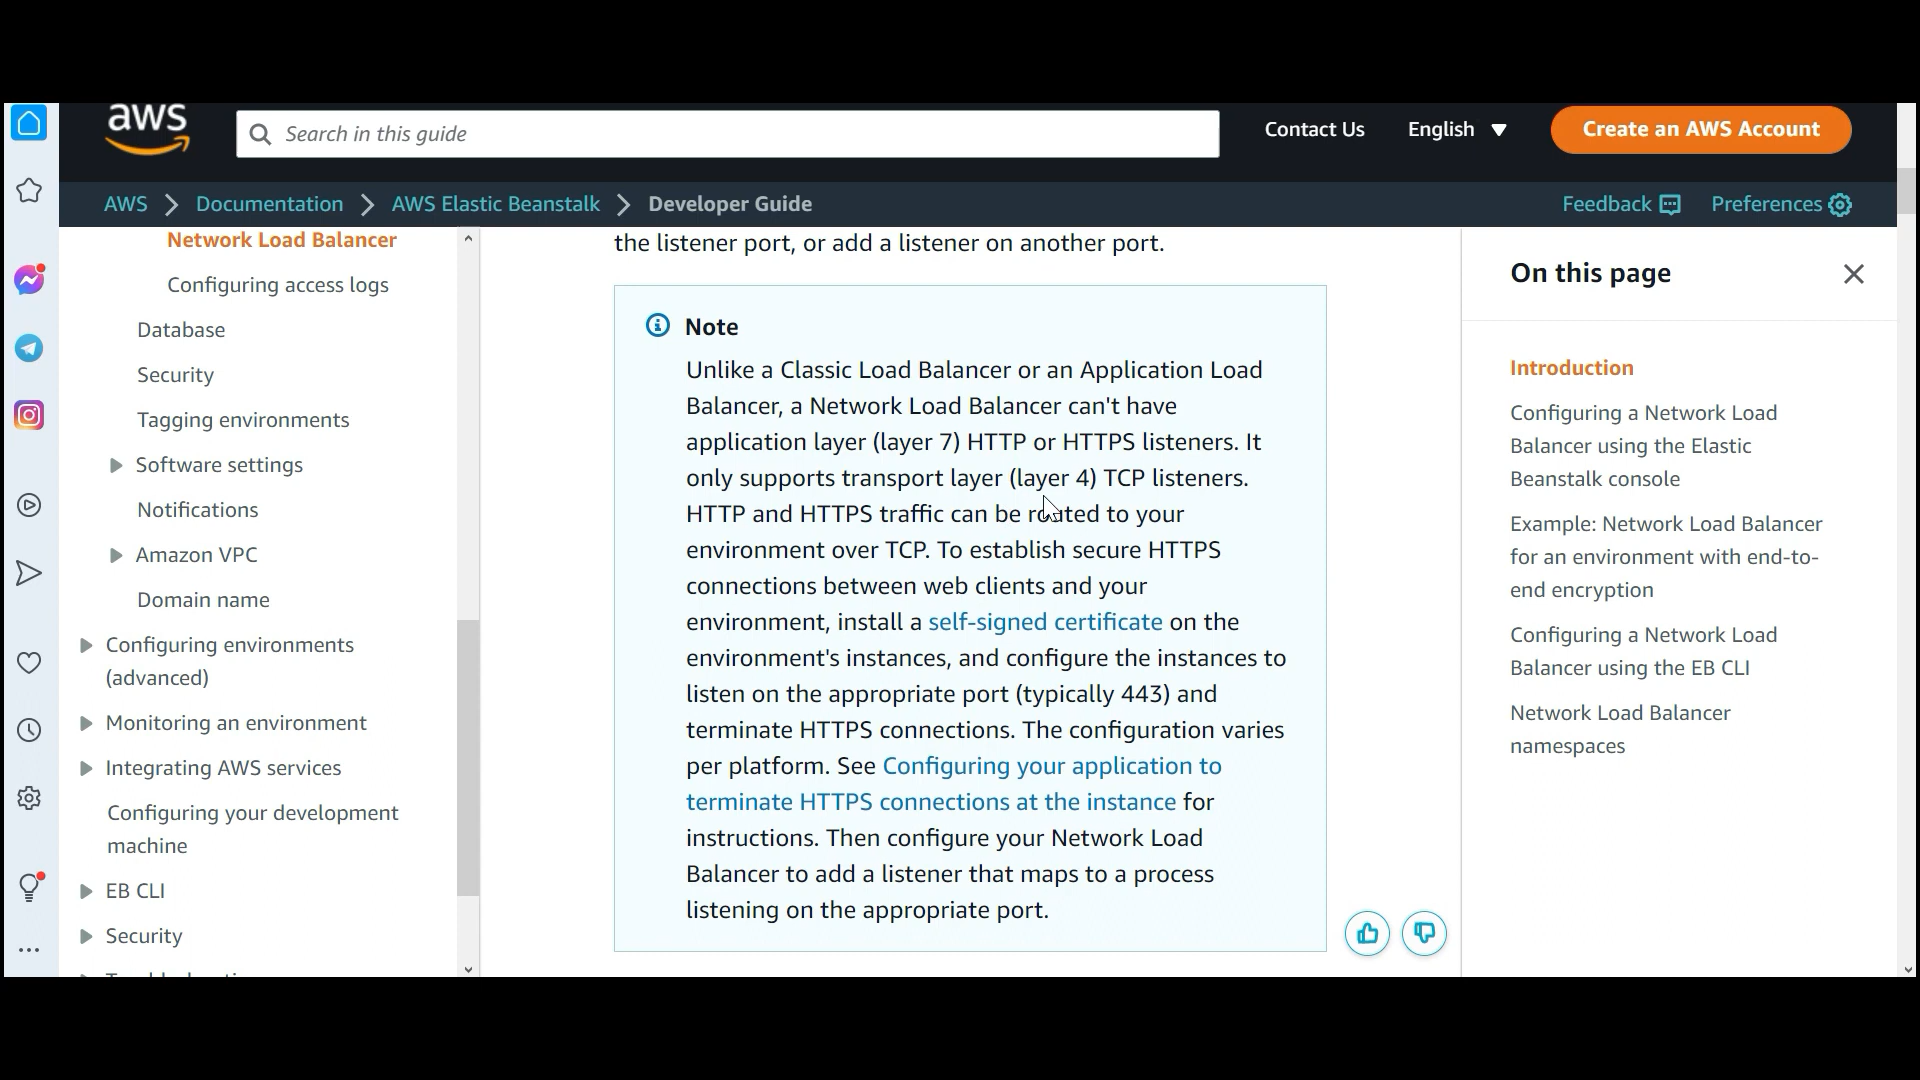 aws
Search in this guide
Contact Us
English
Create an AWS Account
AWS
Documentation
AWS Elastic Beanstalk
Developer Guide
Feedback
Preferences
Network Load Balancer
Configuring access logs
Database
Security
Tagging environments
Software settings
Notifications
Amazon VPC
Domain name
Configuring environments
(advanced)
Monitoring an environment
Integrating AWS services
Configuring your development
machine
EB CLI
Security
the listener port, or add a listener on another port.
Note
Unlike a Classic Load Balancer or an Application Load
Balancer, a Network Load Balancer can't have
application layer (layer 7) HTTP or HTTPS listeners. It
only supports transport layer (layer 4) TCP listeners.
HTTP and HTTPS traffic can be routed to your
environment over TCP. To establish secure HTTPS
connections between web clients and your
environment, install a self-signed certificate on the
environment's instances, and configure the instances to
listen on the appropriate port (typically 443) and
terminate HTTPS connections. The configuration varies
per platform. See Configuring your application to
terminate HTTPS connections at the instance for
instructions. Then configure your Network Load
Balancer to add a listener that maps to a process
listening on the appropriate port.
On this page
Introduction
Configuring a Network Load
Balancer using the Elastic
Beanstalk console
Example: Network Load Balancer
for an environment with end-to-
end encryption
Configuring a Network Load
Balancer using the EB CLI
Network Load Balancer
namespaces